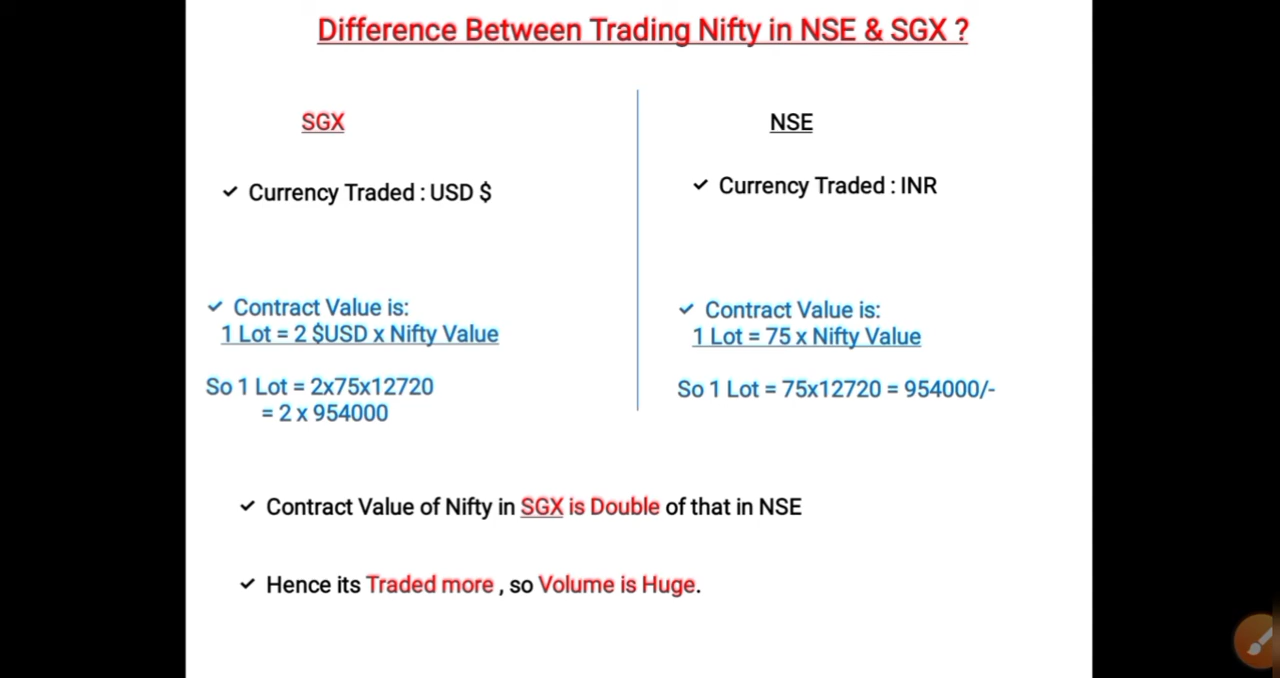 Difference Between Trading Nifty in NSE & SGX ?
SGX
✓ Currency Traded : USD $
✓ Contract Value is:
1 Lot = 2 $USD x Nifty Value
So 1 Lot = 2x75x12720
= 2 x 954000
NSE
✓ Currency Traded : INR
✓ Contract Value is:
1 Lot = 75 x Nifty Value
So 1 Lot = 75x12720 = 954000/-
✓ Contract Value of Nifty in SGX is Double of that in NSE
✓ Hence its Traded more , so Volume is Huge.